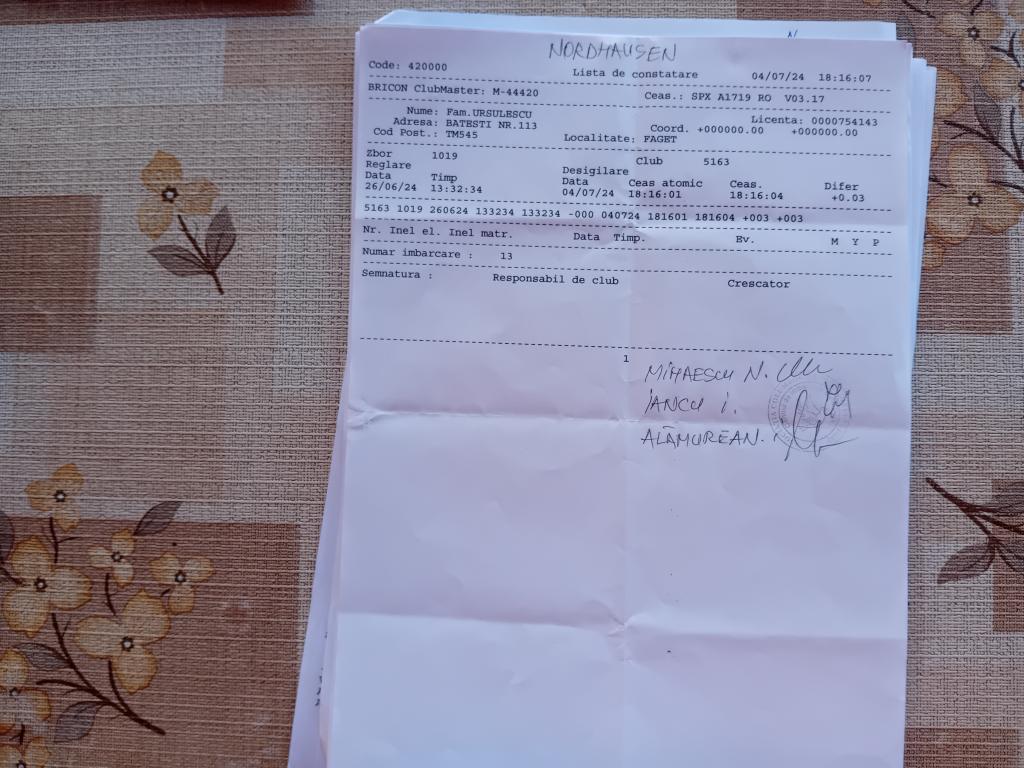 NORDHAUSEN
Code: 420000 Lista de constatare 04/07/24 18:16:07
BRICON ClubMaster: M-44420 Ceas.: SPX A1719 RO V03.17
Nume: Fam.URSULESCU Licenta: 0000754143
Adresa: BATESTI NR.113 Coord. +000000.00 +000000.00
Cod Post.: TM545 Localitate: FAGET
Zbor 1019 Club 5163
Reglare Desigilare
Data Timp Data Ceas atomic Ceas. Difer
26/06/24 13:32:34 04/07/24 18:16:01 18:16:04 +0.03
5163 1019 260624 133234 133234 -000 040724 181601 181604 +003 +003
Nr. Inel el. Inel matr. Data Timp. Ev. M Y P
Numar imbarcare : 13
Semnatura : Responsabil de club Crescator
1
MIHAESCU N.
IANCU I.
ALĂMUREAN.